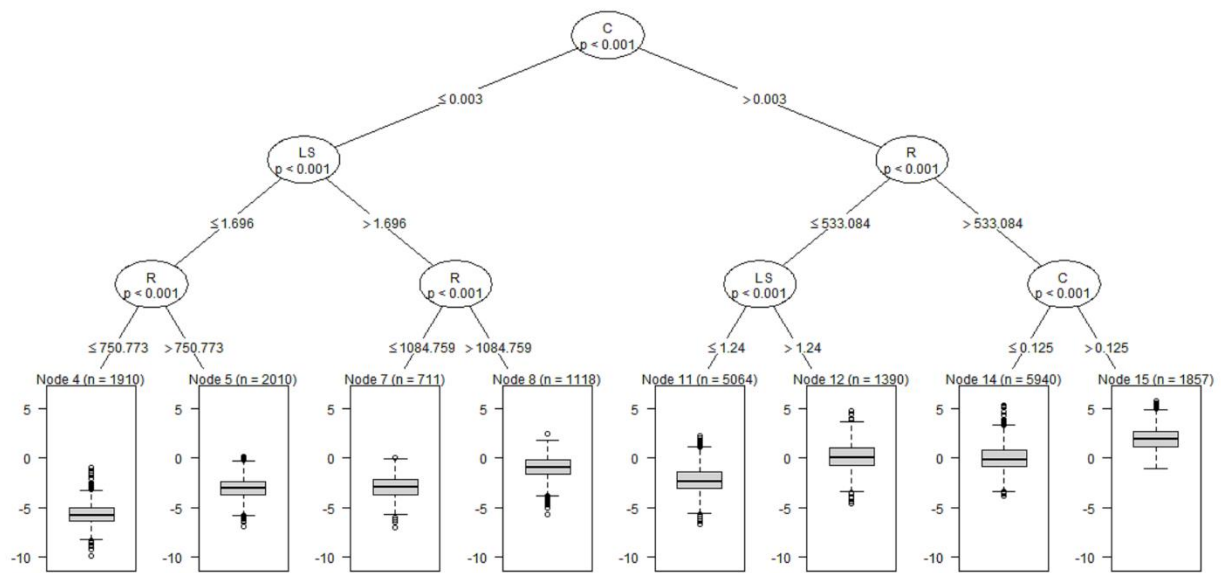 C
p < 0.001
≤ 0.003
> 0.003
LS
p < 0.001
R
p < 0.001
≤ 1.696
> 1.696
≤ 533.084
> 533.084
R
p < 0.001
R
p < 0.001
LS
p < 0.001
C
p < 0.001
≤ 750.773
> 750.773
≤ 1084.759
> 1084.759
≤ 1.24
> 1.24
≤ 0.125
> 0.125
Node 4 (n = 1910)
Node 5 (n = 2010)
Node 7 (n = 711)
Node 8 (n = 1118)
Node 11 (n = 5064)
Node 12 (n = 1390)
Node 14 (n = 5940)
Node 15 (n = 1857)
5 5 5 5 5 5 5 5
0 0 0 0 0 0 0 0
-5 -5 -5 -5 -5 -5 -5 -5
-10 -10 -10 -10 -10 -10 -10 -10